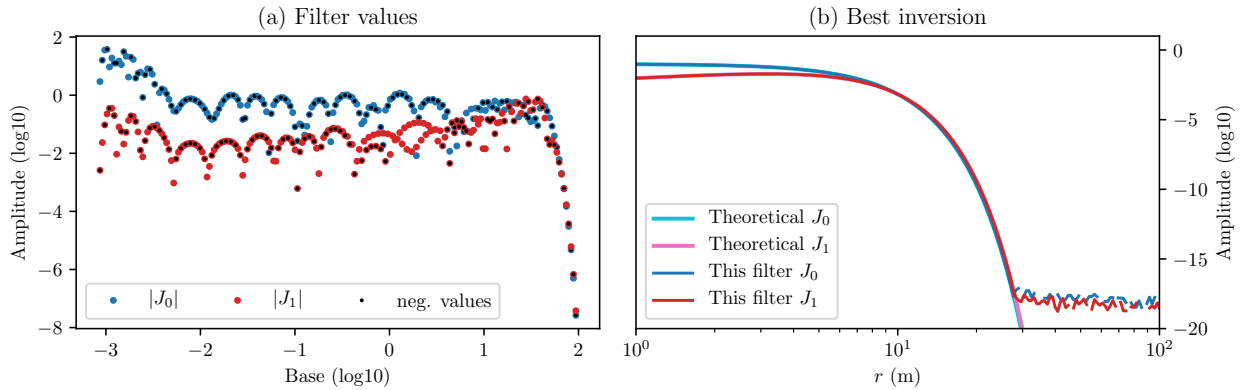 (a) Filter values
2
0
−2
−4
−6
−8
Amplitude (log10)
|J0| |J1| neg. values
−3 −2 −1 0 1 2
Base (log10)
(b) Best inversion
0
−5
−10
−15
−20
Amplitude (log10)
Theoretical J0
Theoretical J1
This filter J0
This filter J1
10^0 10^1 10^2
r (m)